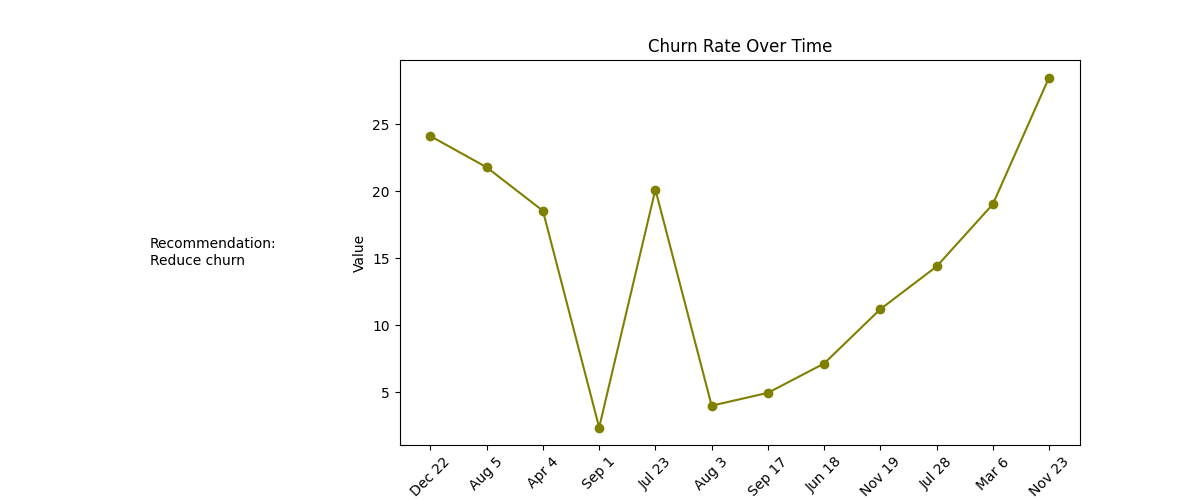 Churn Rate Over Time
Recommendation:
Reduce churn
Value
25
20
15
10
5
Dec 22
Aug 5
Apr 4
Sep 1
Jul 23
Aug 3
Sep 17
Jun 18
Nov 19
Jul 28
Mar 6
Nov 23